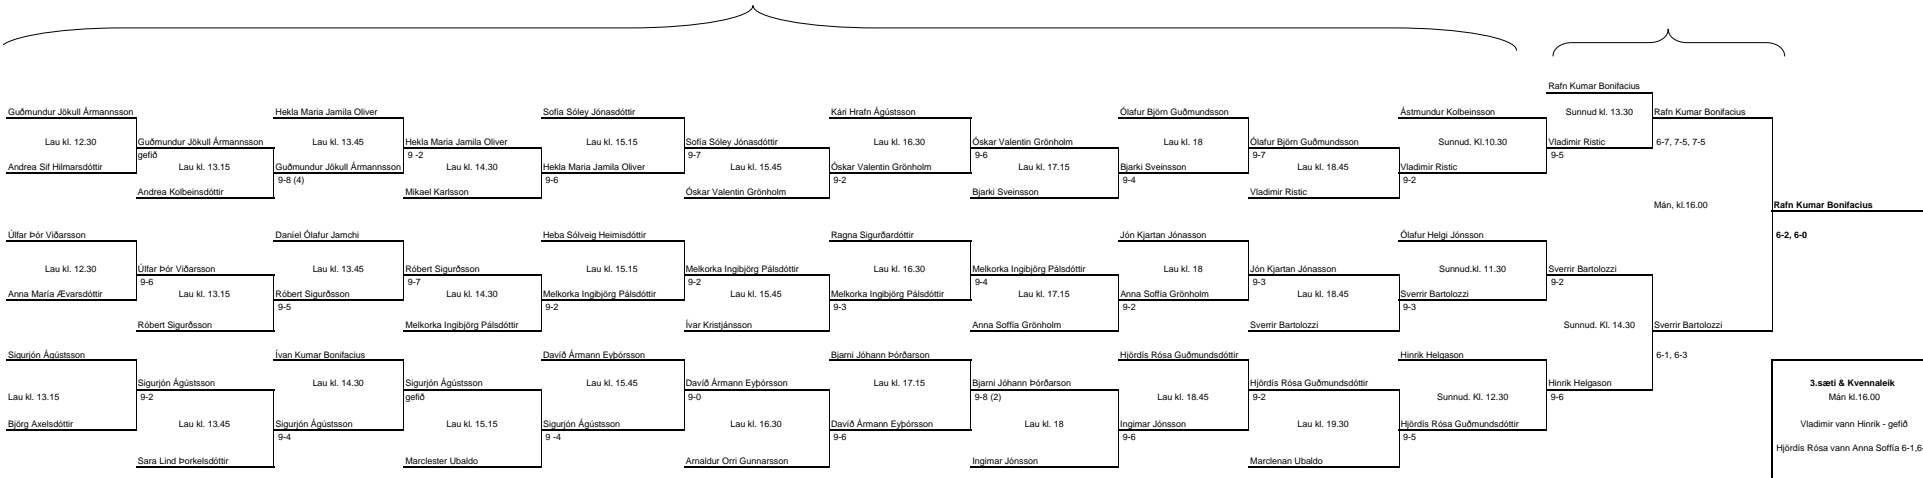 Rafn Kumar Bonifacius
Guðmundur Jökull Ármannsson Hekla Maria Jamila Oliver Sofía Sóley Jónasdóttir Kári Hrafn Ágústsson Ólafur Björn Guðmundsson Ástmundur Kolbeinsson Sunnud kl. 13.30 Rafn Kumar Bonifacius
Lau kl. 12.30 Guðmundur Jökull Ármannsson Lau kl. 13.45 Hekla Maria Jamila Oliver Lau kl. 15.15 Sofía Sóley Jónasdóttir Lau kl. 16.30 Óskar Valentin Grönholm Lau kl. 18 Ólafur Björn Guðmundsson Sunnud. Kl.10.30 Vladimir Ristic 6-7, 7-5, 7-5
gefið 9 -2 9-7 9-6 9-7 9-5
Andrea Sif Hilmarsdóttir Lau kl. 13.15 Guðmundur Jökull Ármannsson Lau kl. 14.30 Hekla Maria Jamila Oliver Lau kl. 15.45 Óskar Valentin Grönholm Lau kl. 17.15 Bjarki Sveinsson Lau kl. 18.45 Vladimir Ristic
9-8 (4) 9-6 9-2 9-4 9-2
Andrea Kolbeinsdóttir Mikael Karlsson Óskar Valentin Grönholm Bjarki Sveinsson Vladimir Ristic
Mán, kl.16.00 Rafn Kumar Bonifacius
Úlfar Þór Viðarsson Daníel Ólafur Jamchi Heba Sólveig Heimisdóttir Ragna Sigurðardóttir Jón Kjartan Jónasson Ólafur Helgi Jónsson 6-2, 6-0
Lau kl. 12.30 Úlfar Þór Viðarsson Lau kl. 13.45 Róbert Sigurðsson Lau kl. 15.15 Melkorka Ingibjörg Pálsdóttir Lau kl. 16.30 Melkorka Ingibjörg Pálsdóttir Lau kl. 18 Jón Kjartan Jónasson Sunnud.kl. 11.30 Sverrir Bartolozzi
9-6 9-7 9-2 9-4 9-3 9-2
Anna María Ævarsdóttir Lau kl. 13.15 Róbert Sigurðsson Lau kl. 14.30 Melkorka Ingibjörg Pálsdóttir Lau kl. 15.45 Melkorka Ingibjörg Pálsdóttir Lau kl. 17.15 Anna Soffía Grönholm Lau kl. 18.45 Sverrir Bartolozzi
9-5 9-2 9-3 9-2 9-3
Róbert Sigurðsson Melkorka Ingibjörg Pálsdóttir Ívar Kristjánsson Anna Soffía Grönholm Sverrir Bartolozzi Sunnud. Kl. 14.30 Sverrir Bartolozzi
Sigurjón Ágústsson Ívan Kumar Bonifacius Davíð Ármann Eyþórsson Bjarni Jóhann Þórðarson Hjördís Rósa Guðmundsdóttir Hinrik Helgason 6-1, 6-3
Sigurjón Ágústsson Lau kl. 14.30 Sigurjón Ágústsson Lau kl. 15.45 Davíð Ármann Eyþórsson Lau kl. 17.15 Bjarni Jóhann Þórðarson Hjördís Rósa Guðmundsdóttir Hinrik Helgason 3.sæti & Kvennaleik
Lau kl. 13.15 9-2 gefið 9-0 9-8 (2) Lau kl. 18.45 9-2 Sunnud. Kl. 12.30 9-6 Mán kl.16.00
Björg Axelsdóttir Lau kl. 13.45 Sigurjón Ágústsson Lau kl. 15.15 Sigurjón Ágústsson Lau kl. 16.30 Davíð Ármann Eyþórsson Lau kl. 18 Ingimar Jónsson Lau kl. 19.30 Hjördís Rósa Guðmundsdóttir Vladimir vann Hinrik - gefið
9-4 9 -4 9-6 9-6 9-5
Hjördís Rósa vann Anna Soffía 6-1,6-
Sara Lind Þorkelsdóttir Marclester Ubaldo Arnaldur Orri Gunnarsson Ingimar Jónsson Marclenan Ubaldo